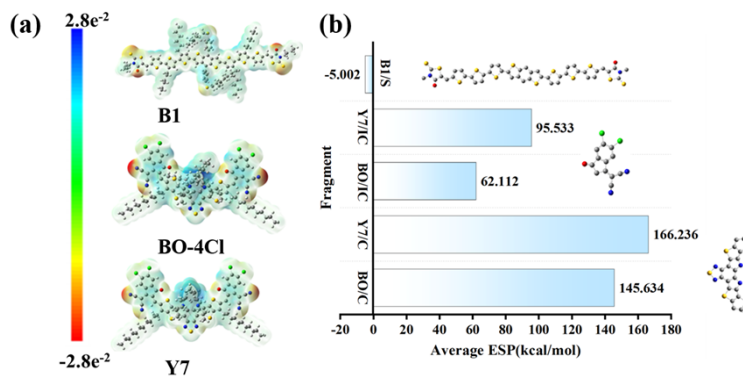 (a)
2.8e-2
-2.8e-2
B1
BO-4Cl
Y7
(b)
Fragment
B1/S
Y7/IC
BO/IC
Y7/C
BO/C
-5.002
95.533
62.112
166.236
145.634
-20 0 20 40 60 80 100 120 140 160 180
Average ESP(kcal/mol)